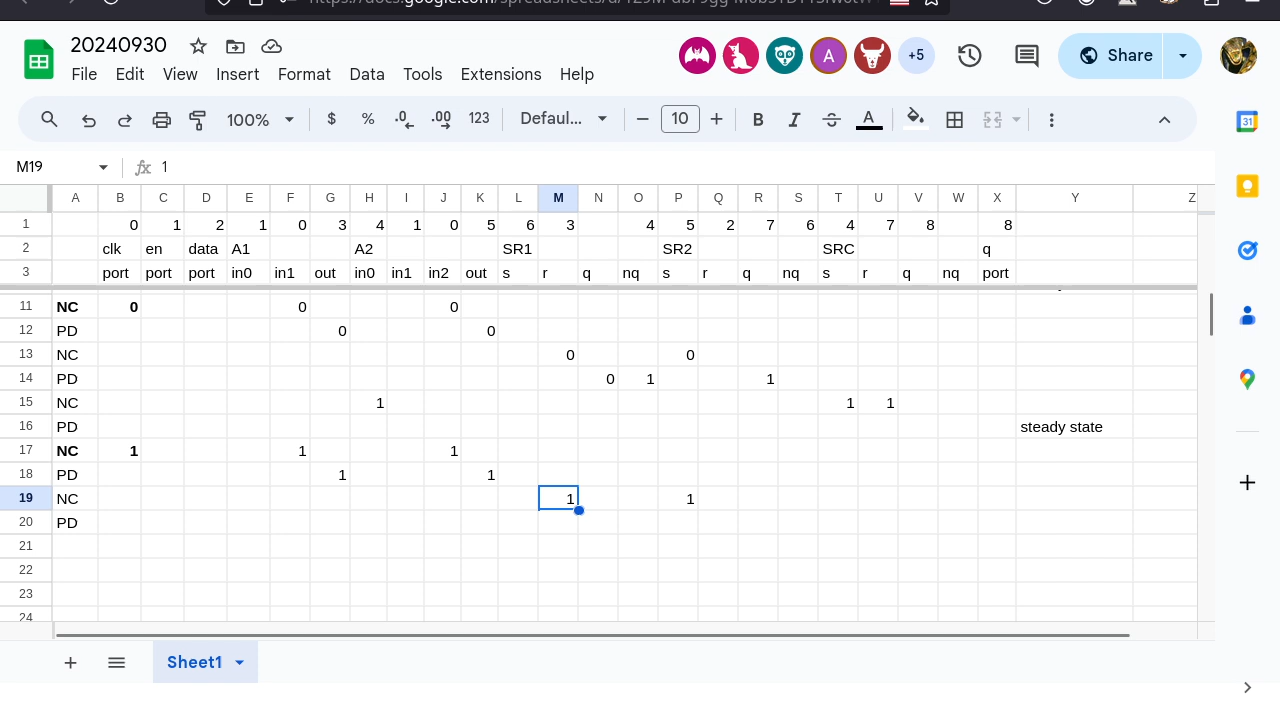 20240930
File Edit View Insert Format Data Tools Extensions Help
A
+5
Share
100% $ % .0 .00 123 Defaul... 10 B I A
M19 fx 1
A B C D E F G H I J K L M N O P Q R S T U V W X Y Z
1 0 1 2 1 0 3 4 1 0 5 6 3 4 5 2 7 6 4 7 8 8
2 clk en data A1 A2 SR1 SR2 SRC q
3 port port port in0 in1 out in0 in1 in2 out s r q nq s r q nq s r q nq port
11 NC 0 0 0
12 PD 0 0
13 NC 0 0
14 PD 0 1 1
15 NC 1 1 1
16 PD steady state
17 NC 1 1 1
18 PD 1 1
19 NC 1 1
20 PD
21
22
23
24
Sheet1
31